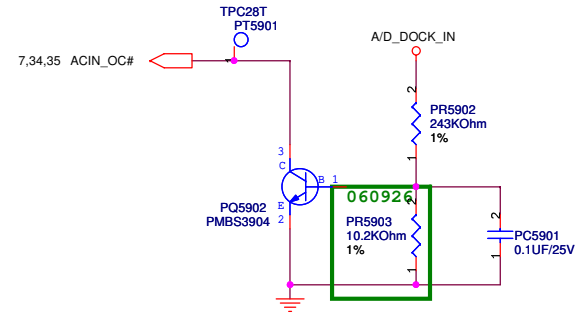 TPC28T
PT5901
7,34,35 ACIN_OC#
A/D_DOCK_IN
2
PR5902
243KOhm
1%
1
3
C
B 1
060926
2
E
2
PQ5902
PMBS3904
PR5903
10.2KOhm
1%
1
2
PC5901
0.1UF/25V
1